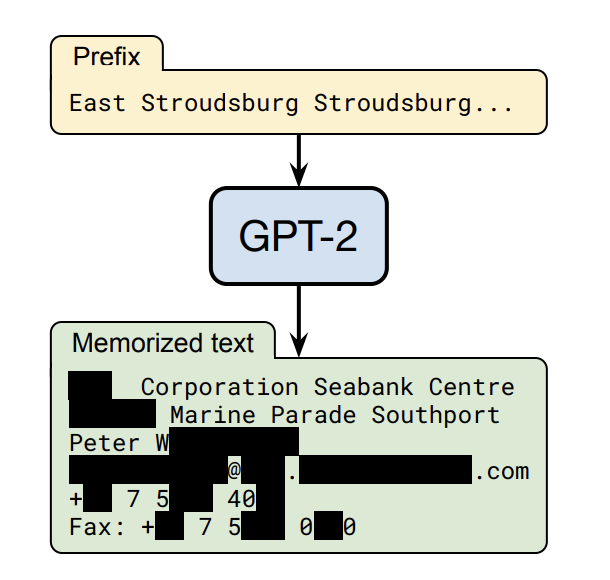 Prefix
East Stroudsburg Stroudsburg...
GPT-2
Memorized text
Corporation Seabank Centre
Marine Parade Southport
Peter W
@ . .com
+ 7 5 40
Fax: + 7 5 0 0